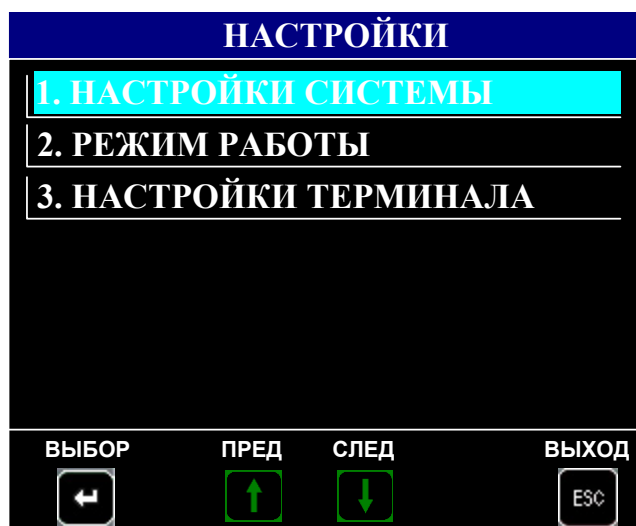 НАСТРОЙКИ
1. НАСТРОЙКИ СИСТЕМЫ
2. РЕЖИМ РАБОТЫ
3. НАСТРОЙКИ ТЕРМИНАЛА
ВЫБОР ПРЕД СЛЕД ВЫХОД
ESC